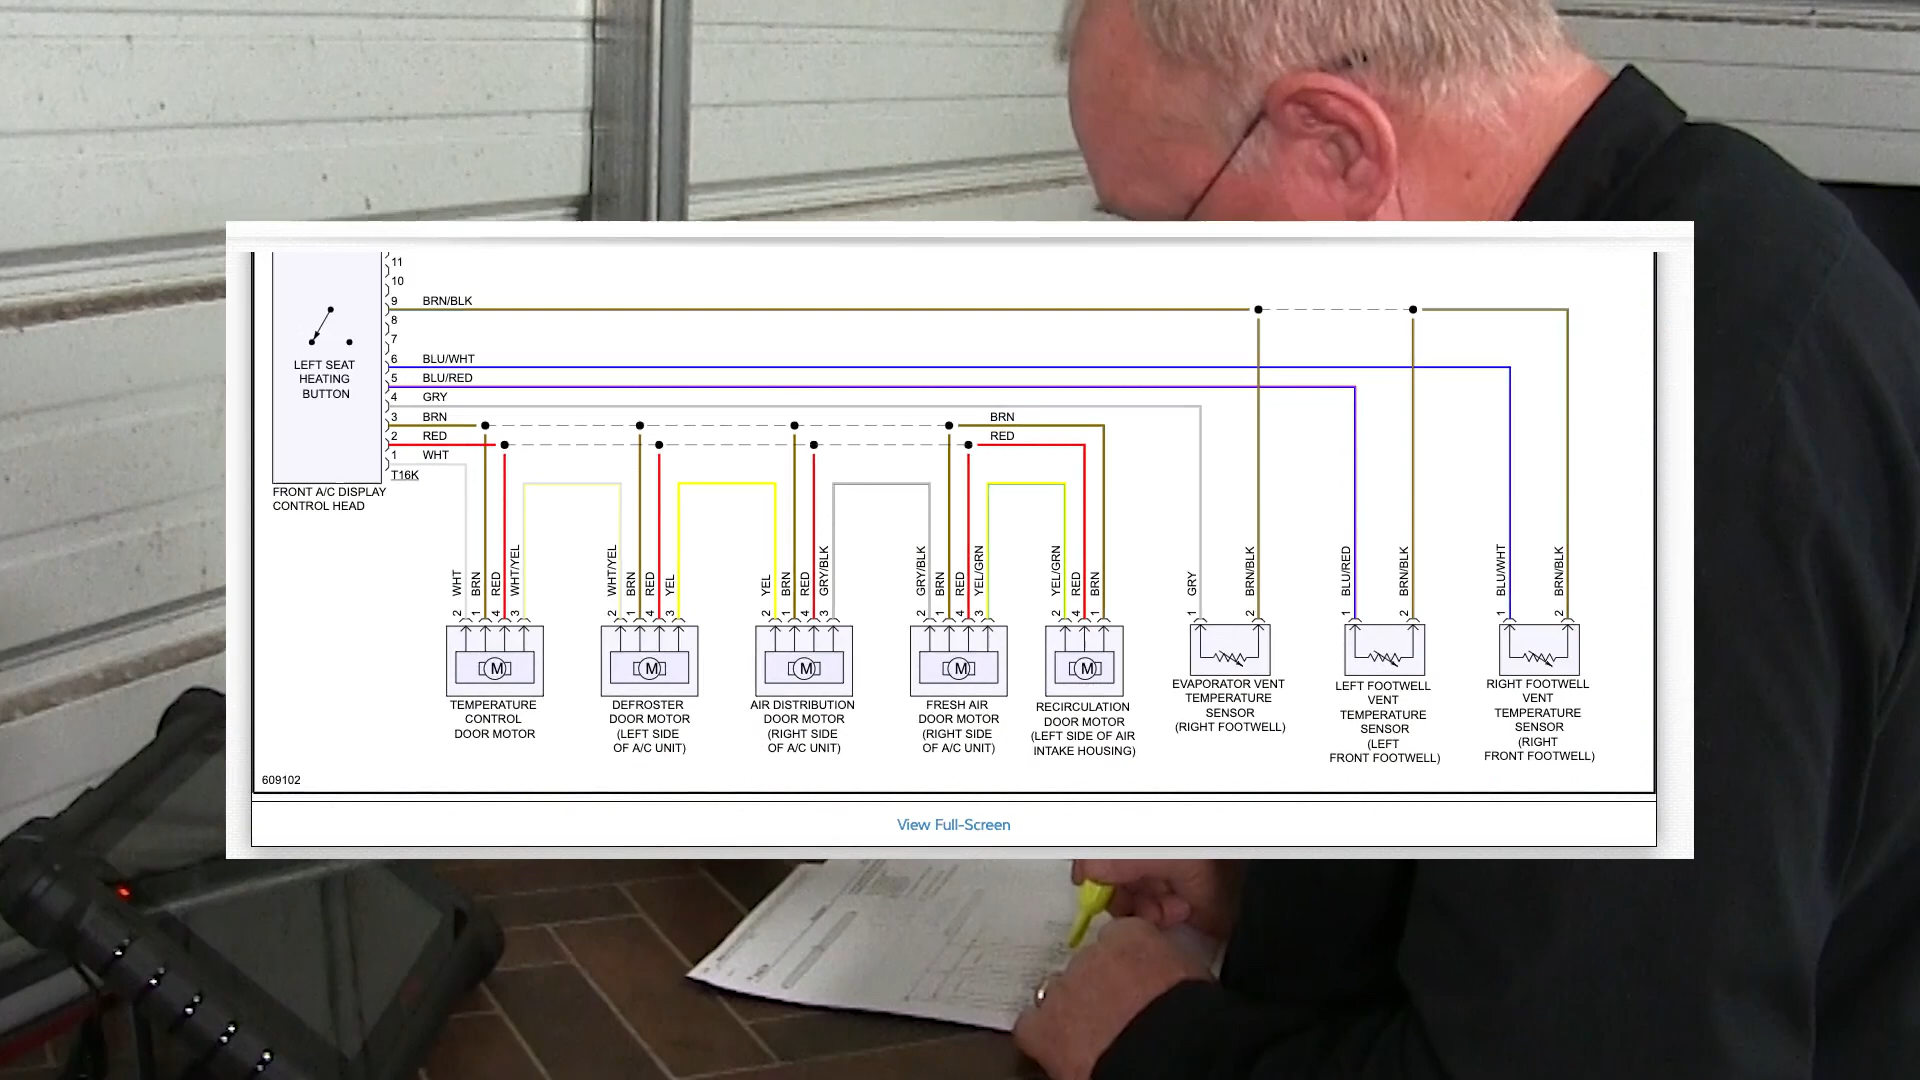 11
10
9 BRN/BLK
8
7
6 BLU/WHT
5 BLU/RED
4 GRY
3 BRN
2 RED
1 WHT
T16K
BRN
RED
LEFT SEAT
HEATING
BUTTON
FRONT A/C DISPLAY
CONTROL HEAD
2 WHT
1 BRN
4 RED
3 WHT/YEL
2 WHT/YEL
1 BRN
4 RED
3 YEL
2 YEL
1 BRN
4 RED
3 GRY/BLK
2 GRY/BLK
1 BRN
4 RED
3 YEL/GRN
2 YEL/GRN
4 RED
1 BRN
1 GRY
2 BRN/BLK
1 BLU/RED
2 BRN/BLK
1 BLU/WHT
2 BRN/BLK
M
M
M
M
M
TEMPERATURE
CONTROL
DOOR MOTOR
DEFROSTER
DOOR MOTOR
(LEFT SIDE
OF A/C UNIT)
AIR DISTRIBUTION
DOOR MOTOR
(RIGHT SIDE
OF A/C UNIT)
FRESH AIR
DOOR MOTOR
(RIGHT SIDE
OF A/C UNIT)
RECIRCULATION
DOOR MOTOR
(LEFT SIDE OF AIR
INTAKE HOUSING)
EVAPORATOR VENT
TEMPERATURE
SENSOR
(RIGHT FOOTWELL)
LEFT FOOTWELL
VENT
TEMPERATURE
SENSOR
(LEFT
FRONT FOOTWELL)
RIGHT FOOTWELL
VENT
TEMPERATURE
SENSOR
(RIGHT
FRONT FOOTWELL)
609102
View Full-Screen